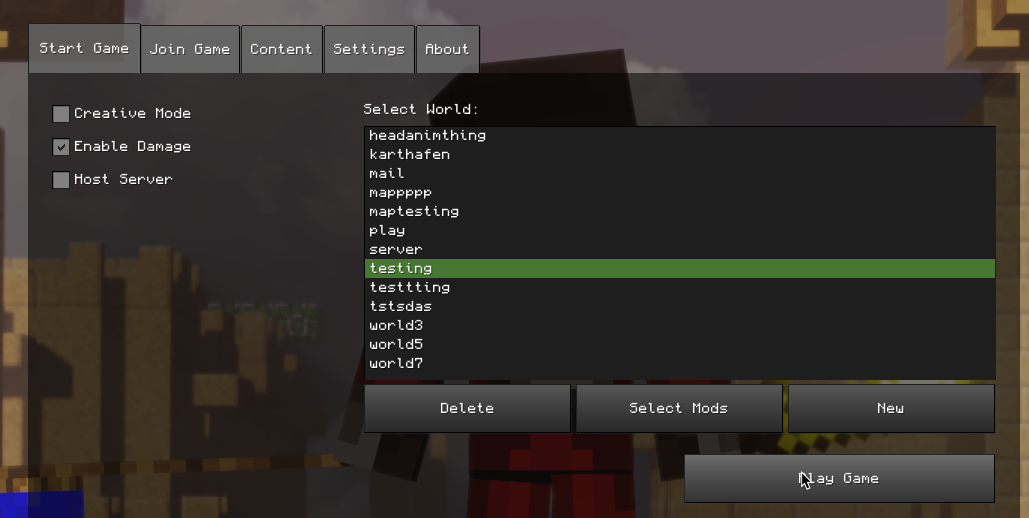 Start Game
Join Game
Content
Settings
About
Creative Mode
Enable Damage
Host Server
Select World:
headanimthing
karthafen
mail
mappppp
maptesting
play
server
testing
testtting
tstsdas
world3
world5
world7
Delete
Select Mods
New
Play Game